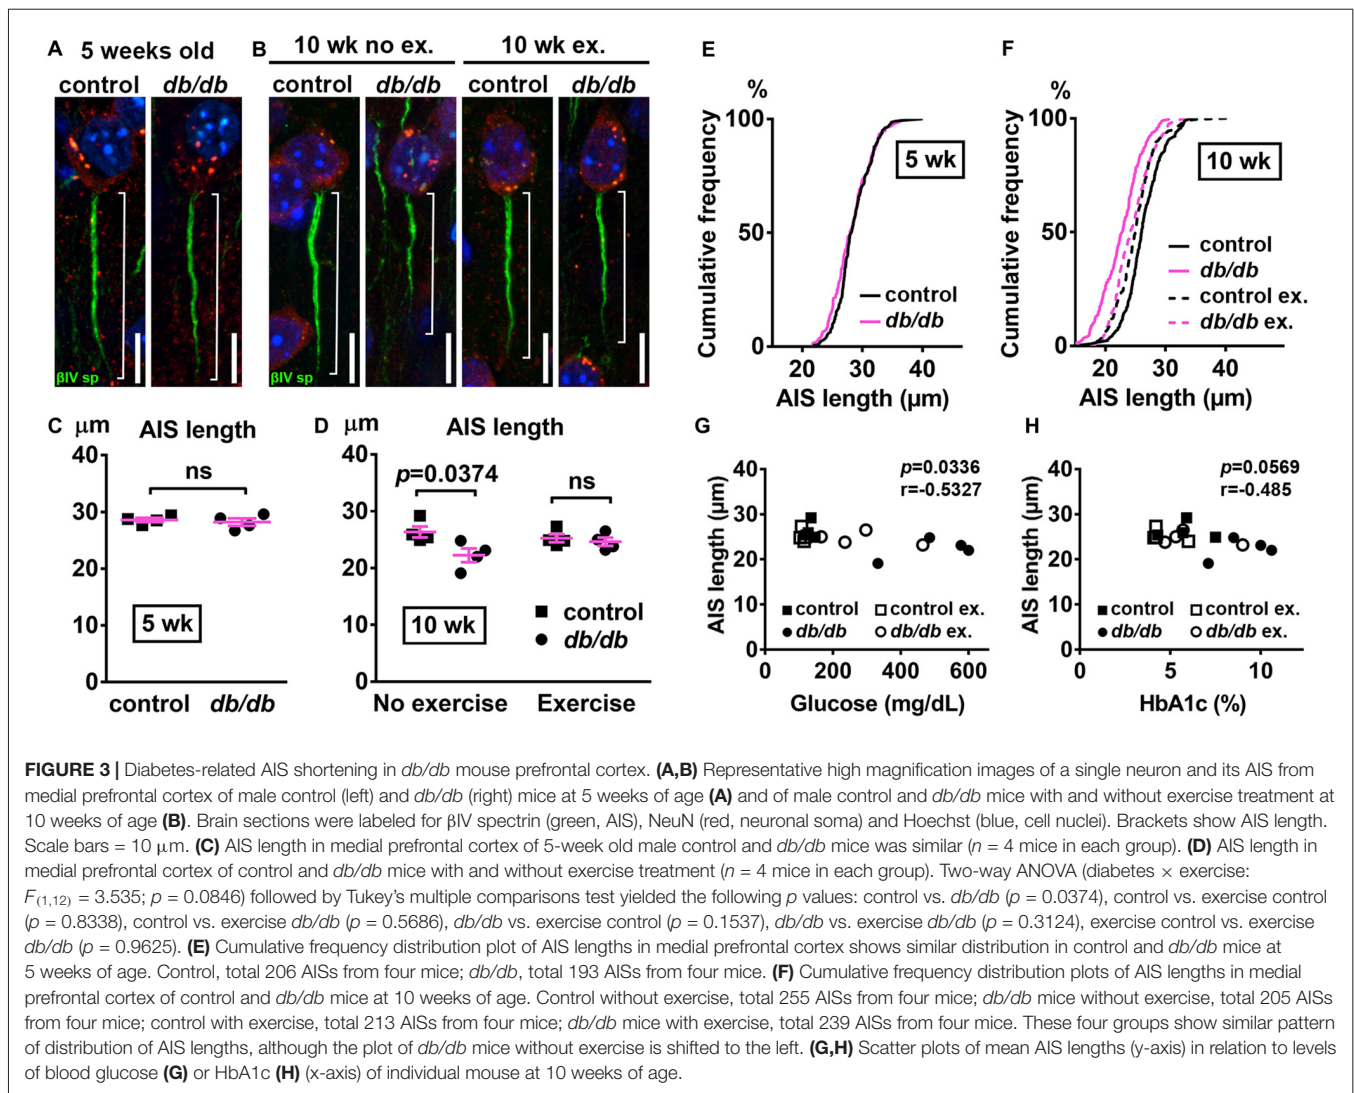 A 5 weeks old
control db/db
βIV sp
B 10 wk no ex. 10 wk ex.
control db/db control db/db
E
%
100
50
0
20 30 40
Cumulative frequency
AIS length (μm)
5 wk
control
db/db
F
%
100
50
0
20 30 40
Cumulative frequency
AIS length (μm)
10 wk
control
db/db
control ex.
db/db ex.
C μm AIS length
40
30
20
10
0
ns
5 wk
control db/db
D μm AIS length
40
30
20
10
0
p=0.0374
ns
10 wk
control
db/db
No exercise Exercise
G
AIS length (μm)
40
30
20
10
0
p=0.0336
r=-0.5327
control control ex.
db/db db/db ex.
0 200 400 600
Glucose (mg/dL)
H
AIS length (μm)
40
30
20
10
0
p=0.0569
r=-0.485
control control ex.
db/db db/db ex.
0 5 10
HbA1c (%)
FIGURE 3 | Diabetes-related AIS shortening in db/db mouse prefrontal cortex. (A,B) Representative high magnification images of a single neuron and its AIS from
medial prefrontal cortex of male control (left) and db/db (right) mice at 5 weeks of age (A) and of male control and db/db mice with and without exercise treatment at
10 weeks of age (B). Brain sections were labeled for βIV spectrin (green, AIS), NeuN (red, neuronal soma) and Hoechst (blue, cell nuclei). Brackets show AIS length.
Scale bars = 10 μm. (C) AIS length in medial prefrontal cortex of 5-week old male control and db/db mice was similar (n = 4 mice in each group). (D) AIS length in
medial prefrontal cortex of control and db/db mice with and without exercise treatment (n = 4 mice in each group). Two-way ANOVA (diabetes × exercise:
F(1,12) = 3.535; p = 0.0846) followed by Tukey's multiple comparisons test yielded the following p values: control vs. db/db (p = 0.0374), control vs. exercise control
(p = 0.8338), control vs. exercise db/db (p = 0.5686), db/db vs. exercise control (p = 0.1537), db/db vs. exercise db/db (p = 0.3124), exercise control vs. exercise
db/db (p = 0.9625). (E) Cumulative frequency distribution plot of AIS lengths in medial prefrontal cortex shows similar distribution in control and db/db mice at
5 weeks of age. Control, total 206 AISs from four mice; db/db, total 193 AISs from four mice. (F) Cumulative frequency distribution plots of AIS lengths in medial
prefrontal cortex of control and db/db mice at 10 weeks of age. Control without exercise, total 255 AISs from four mice; db/db mice without exercise, total 205 AISs
from four mice; control with exercise, total 213 AISs from four mice; db/db mice with exercise, total 239 AISs from four mice. These four groups show similar pattern
of distribution of AIS lengths, although the plot of db/db mice without exercise is shifted to the left. (G,H) Scatter plots of mean AIS lengths (y-axis) in relation to levels
of blood glucose (G) or HbA1c (H) (x-axis) of individual mouse at 10 weeks of age.